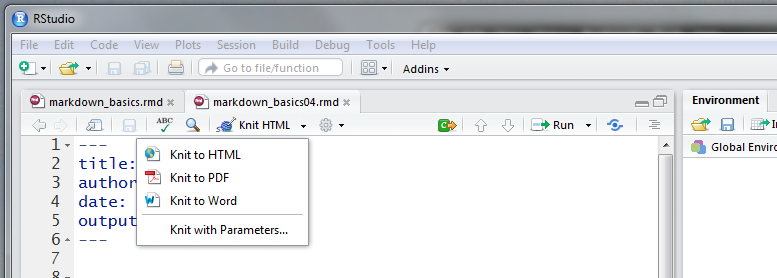 RStudio
File Edit Code View Plots Session Build Debug Tools Help
Go to file/function Addins
markdown_basics.rmd markdown_basics04.rmd Environment
ABC Knit HTML Run
Global Enviro
1 ---
2 title:
3 author
4 date:
5 output
6 ---
7
8
Knit to HTML
Knit to PDF
Knit to Word
Knit with Parameters...